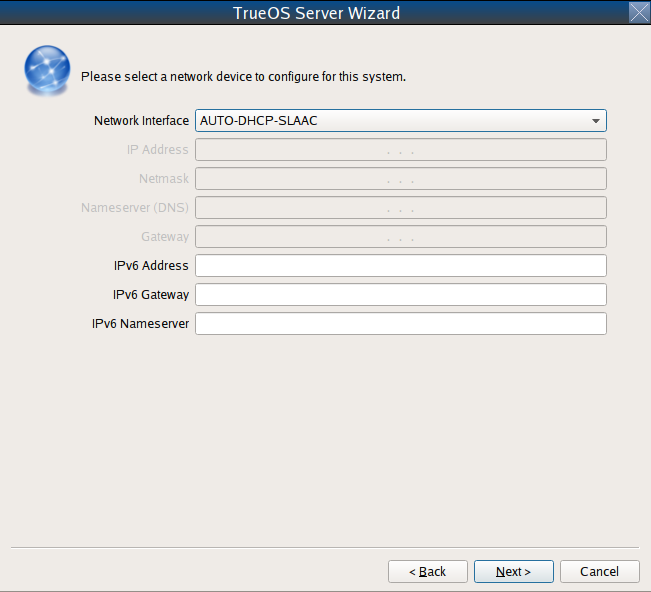 TrueOS Server Wizard
Please select a network device to configure for this system.
Network Interface AUTO-DHCP-SLAAC
IP Address . . .
Netmask . . .
Nameserver (DNS) . . .
Gateway . . .
IPv6 Address
IPv6 Gateway
IPv6 Nameserver
< Back Next > Cancel